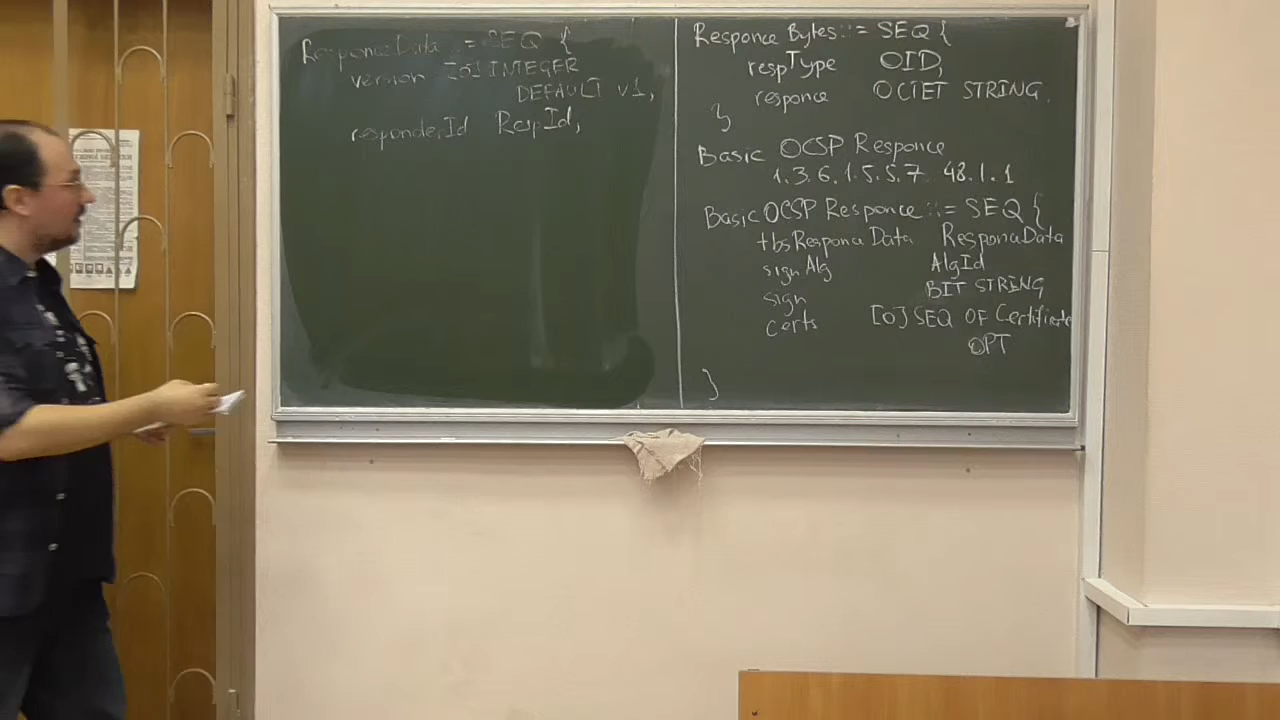 ResponceData ::= SEQ {
version [0] INTEGER
DEFAULT v1,
responderId RespId,
Responce Bytes ::= SEQ {
respType OID,
responce OCTET STRING.
}
Basic OCSP Responce
1.3.6.1.5.5.7.48.1.1
Basic OCSP Responce ::= SEQ {
tbsResponceData ResponceData
signAlg AlgId
sign BIT STRING
certs [0] SEQ OF Certificate
OPT
}